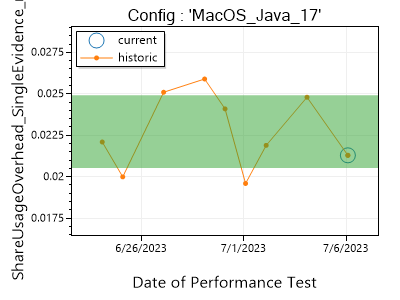 Config : 'MacOS_Java_17'
current
historic
ShareUsageOverhead_SingleEvidence_
0.0275
0.025
0.0225
0.02
0.0175
6/26/2023
7/1/2023
7/6/2023
Date of Performance Test